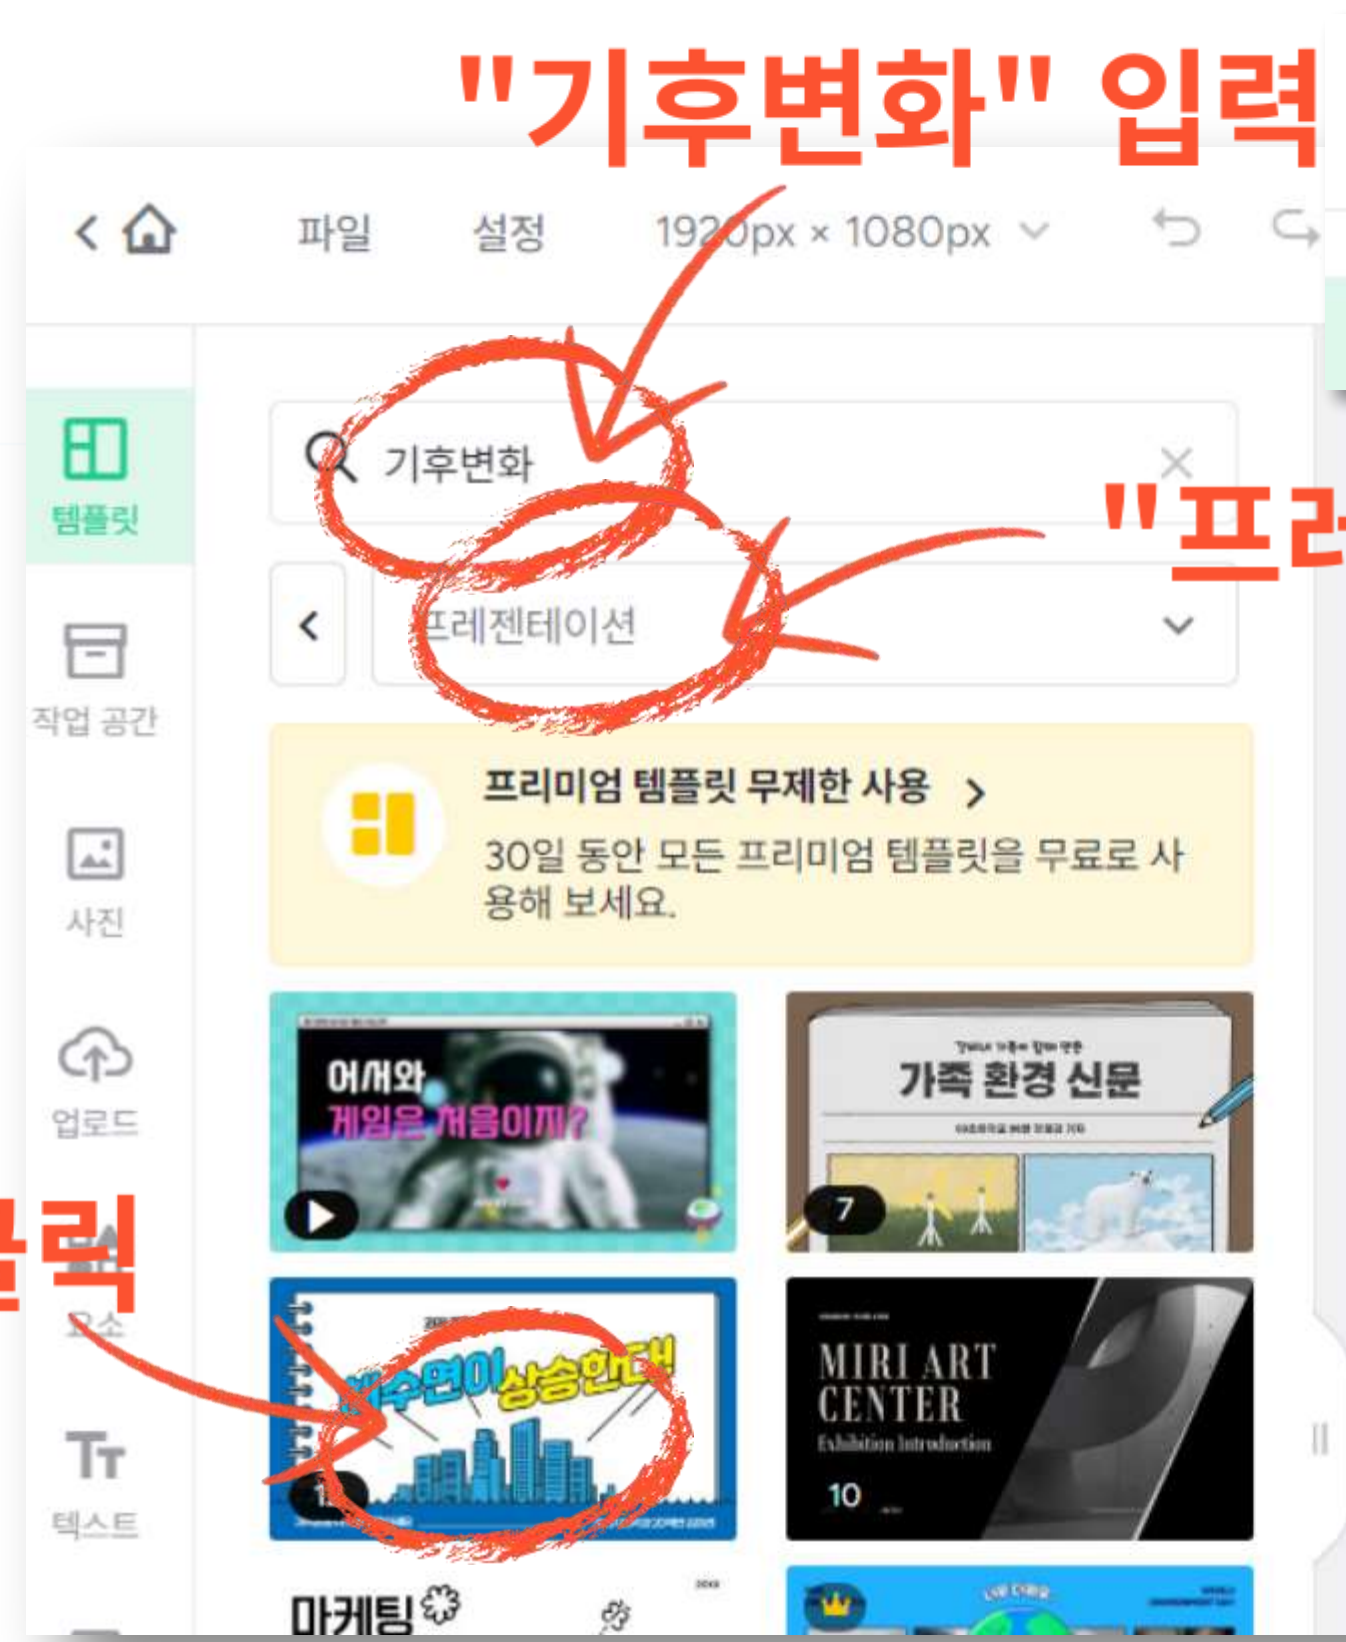 "기후변화" 입력
파일 설정 1920px × 1080px
기후변화
템플릿
"프
프레젠테이션
작업 공간
프리미엄 템플릿 무제한 사용
30일 동안 모든 프리미엄 템플릿을 무료로 사
용해 보세요.
사진
업로드
어서와
게임은 처음이지?
가족 환경 신문
7
클릭
요소
해수면이 상승한다!
MIRI ART
CENTER
Exhibition Introduction
10
텍스트
마케팅